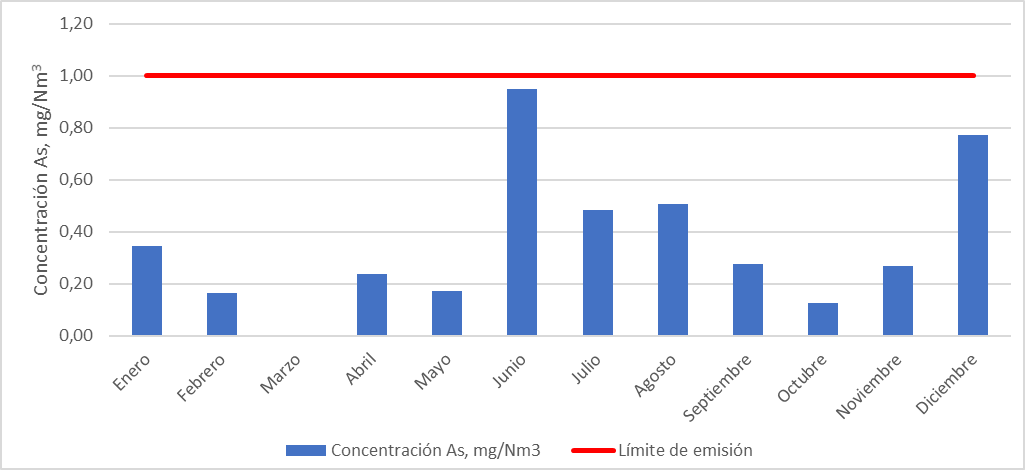 Concentración As, mg/Nm³
1,20
1,00
0,80
0,60
0,40
0,20
0,00
Enero
Febrero
Marzo
Abril
Mayo
Junio
Julio
Agosto
Septiembre
Octubre
Noviembre
Diciembre
Concentración As, mg/Nm3
Límite de emisión